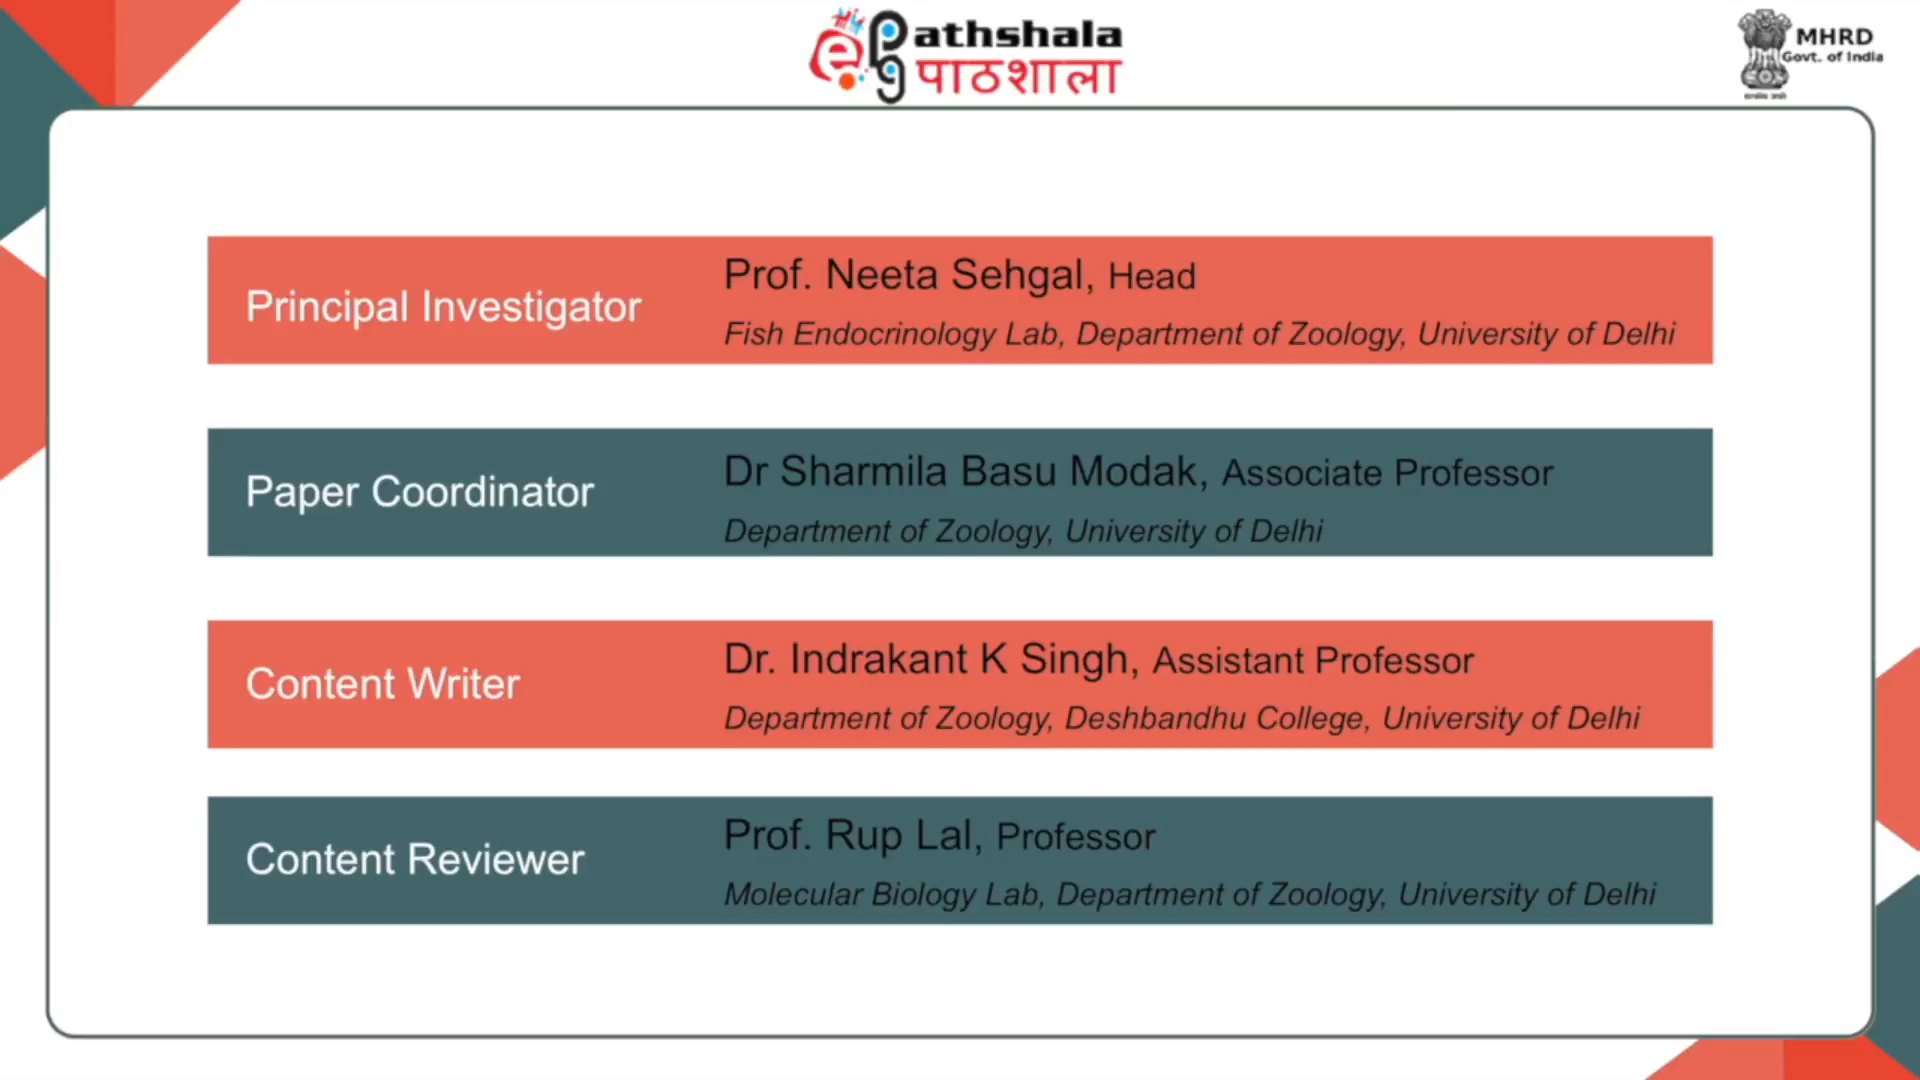 ePG Pathshala
पाठशाला
MHRD
Govt. of India
Principal Investigator
Prof. Neeta Sehgal, Head
Fish Endocrinology Lab, Department of Zoology, University of Delhi
Paper Coordinator
Dr Sharmila Basu Modak, Associate Professor
Department of Zoology, University of Delhi
Content Writer
Dr. Indrakant K Singh, Assistant Professor
Department of Zoology, Deshbandhu College, University of Delhi
Content Reviewer
Prof. Rup Lal, Professor
Molecular Biology Lab, Department of Zoology, University of Delhi